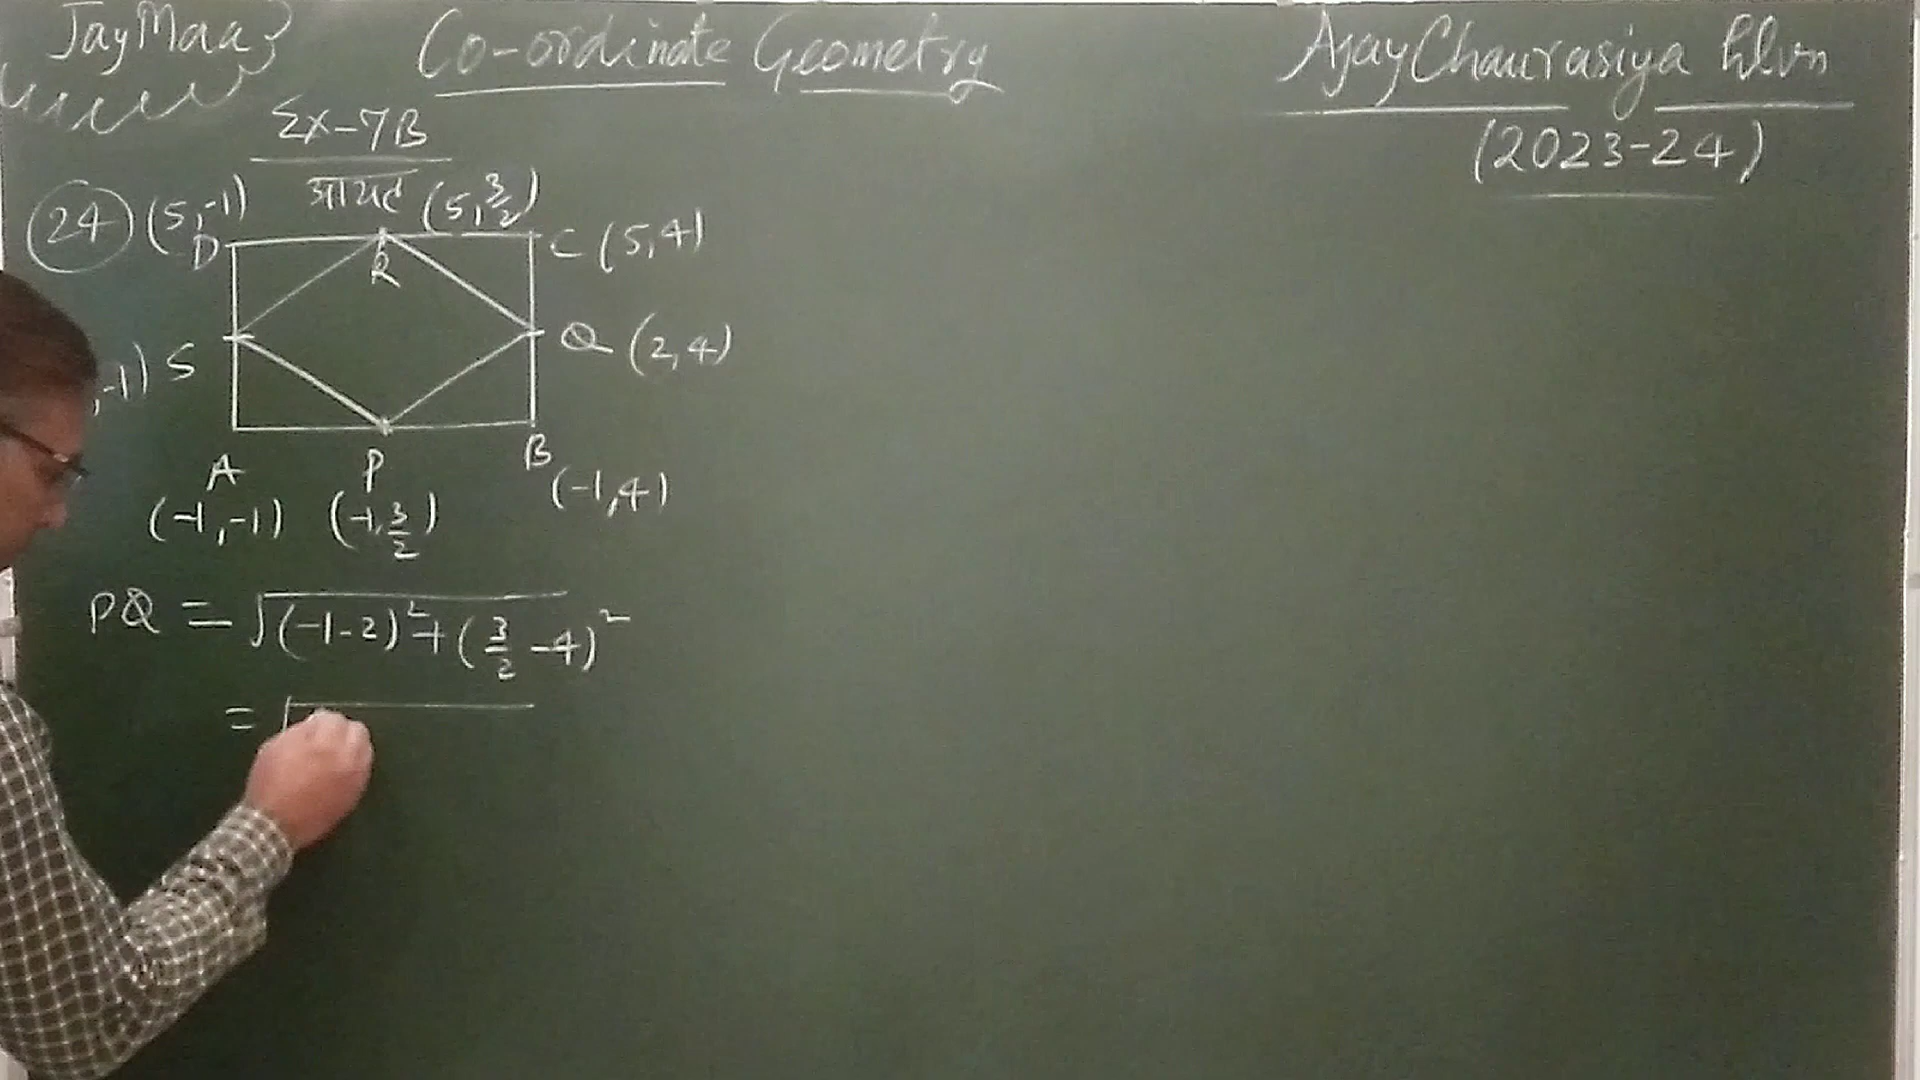 JayMaa
Co-ordinate Geometry
Ajay Chaurasiya
(2023-24)
Ex-7B
आयत
24
(5,-1)
(5,3/2)
D
R
C (5,4)
,-1) S
Q (2,4)
A
P
B
(-1,-1)
(-1,3/2)
(-1,4)
PQ = √(-1-2)²+(3/2-4)²
= √